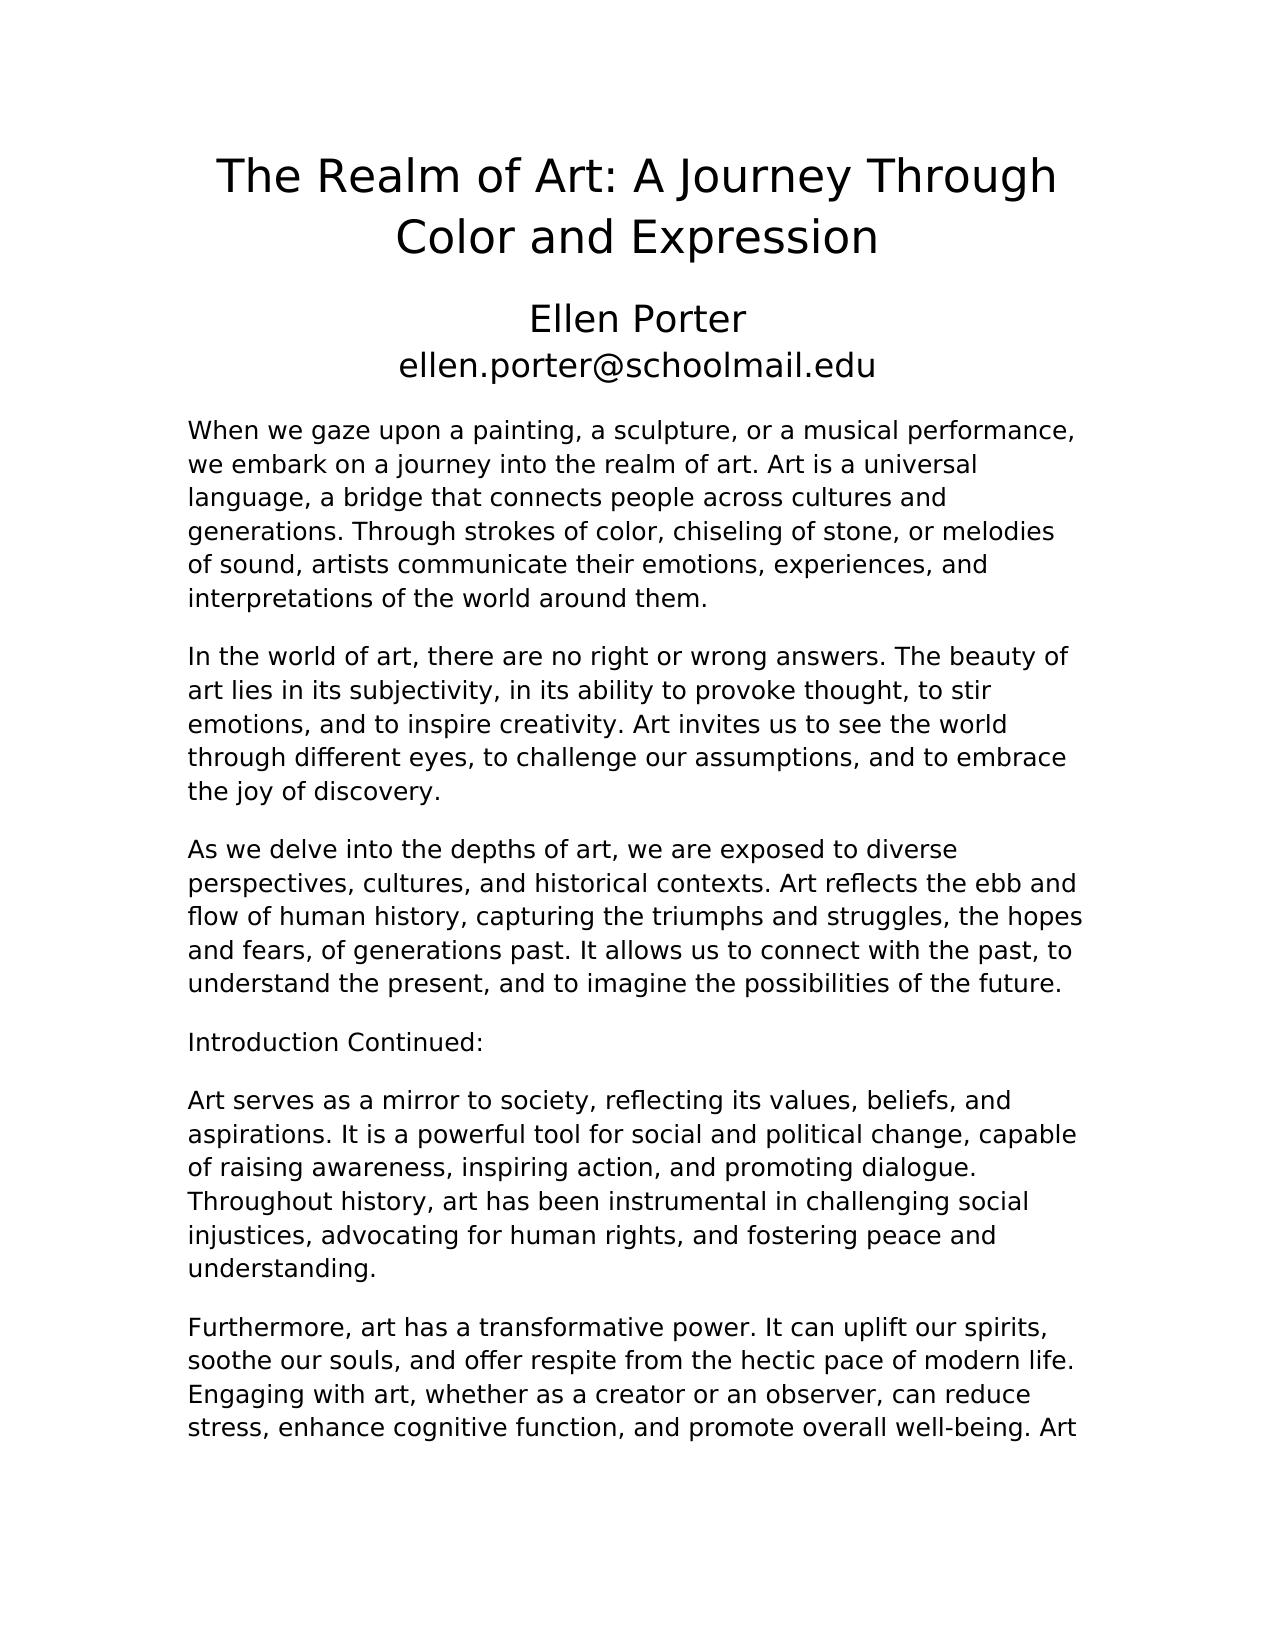 The Realm of Art: A Journey Through
Color and Expression
Ellen Porter
ellen.porter@schoolmail.edu
When we gaze upon a painting, a sculpture, or a musical performance,
we embark on a journey into the realm of art. Art is a universal
language, a bridge that connects people across cultures and
generations. Through strokes of color, chiseling of stone, or melodies
of sound, artists communicate their emotions, experiences, and
interpretations of the world around them.
In the world of art, there are no right or wrong answers. The beauty of
art lies in its subjectivity, in its ability to provoke thought, to stir
emotions, and to inspire creativity. Art invites us to see the world
through different eyes, to challenge our assumptions, and to embrace
the joy of discovery.
As we delve into the depths of art, we are exposed to diverse
perspectives, cultures, and historical contexts. Art reflects the ebb and
flow of human history, capturing the triumphs and struggles, the hopes
and fears, of generations past. It allows us to connect with the past, to
understand the present, and to imagine the possibilities of the future.
Introduction Continued:
Art serves as a mirror to society, reflecting its values, beliefs, and
aspirations. It is a powerful tool for social and political change, capable
of raising awareness, inspiring action, and promoting dialogue.
Throughout history, art has been instrumental in challenging social
injustices, advocating for human rights, and fostering peace and
understanding.
Furthermore, art has a transformative power. It can uplift our spirits,
soothe our souls, and offer respite from the hectic pace of modern life.
Engaging with art, whether as a creator or an observer, can reduce
stress, enhance cognitive function, and promote overall well-being. Art